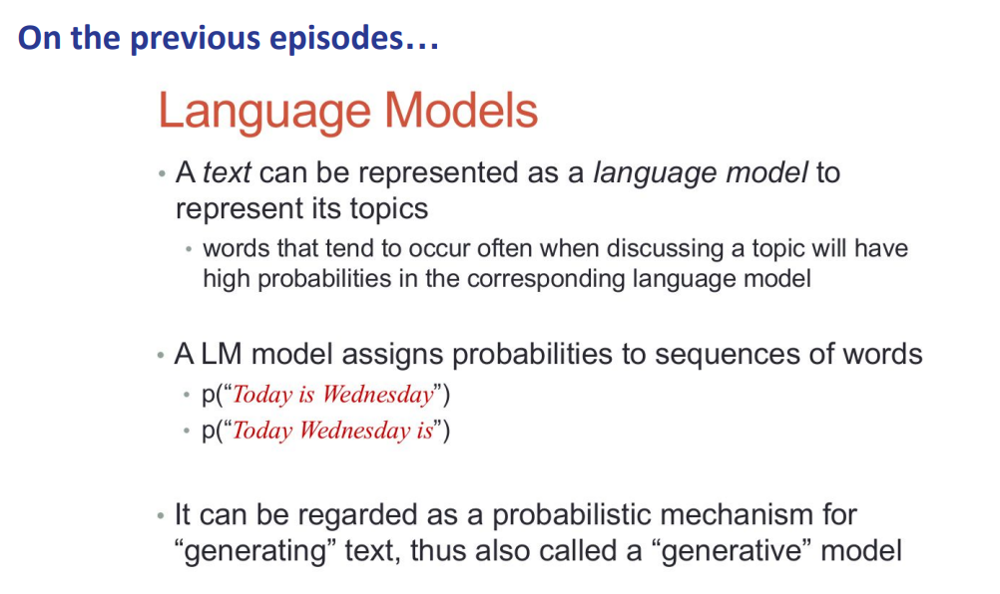 On the previous episodes…
Language Models
• A text can be represented as a language model to
represent its topics
• words that tend to occur often when discussing a topic will have
high probabilities in the corresponding language model
• A LM model assigns probabilities to sequences of words
• p(“Today is Wednesday”)
• p(“Today Wednesday is”)
• It can be regarded as a probabilistic mechanism for
“generating” text, thus also called a “generative” model